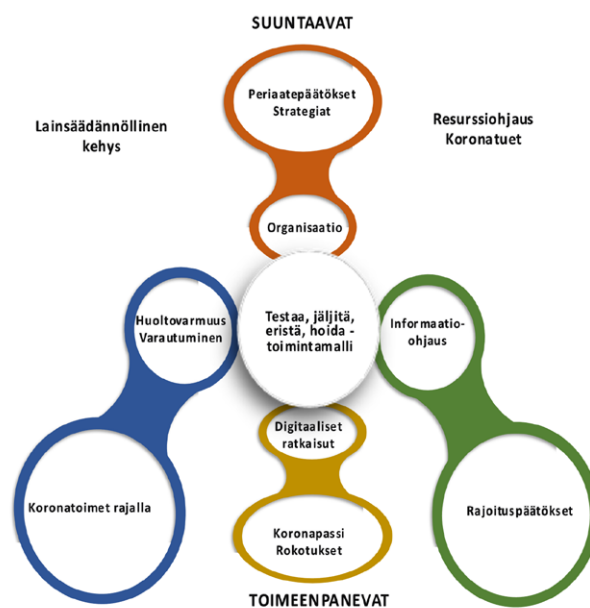 SUUNTAAVAT
Periaatepäätökset
Strategiat
Lainsäädännöllinen
kehys
Resurssiohjaus
Koronatuet
Organisaatio
Huoltovarmuus
Varautuminen
Testaa, jäljitä,
eristä, hoida -
toimintamalli
Informaatio-
ohjaus
Digitaaliset
ratkaisut
Koronatoimet rajalla
Rajoituspäätökset
Koronapassi
Rokotukset
TOIMEENPANEVAT